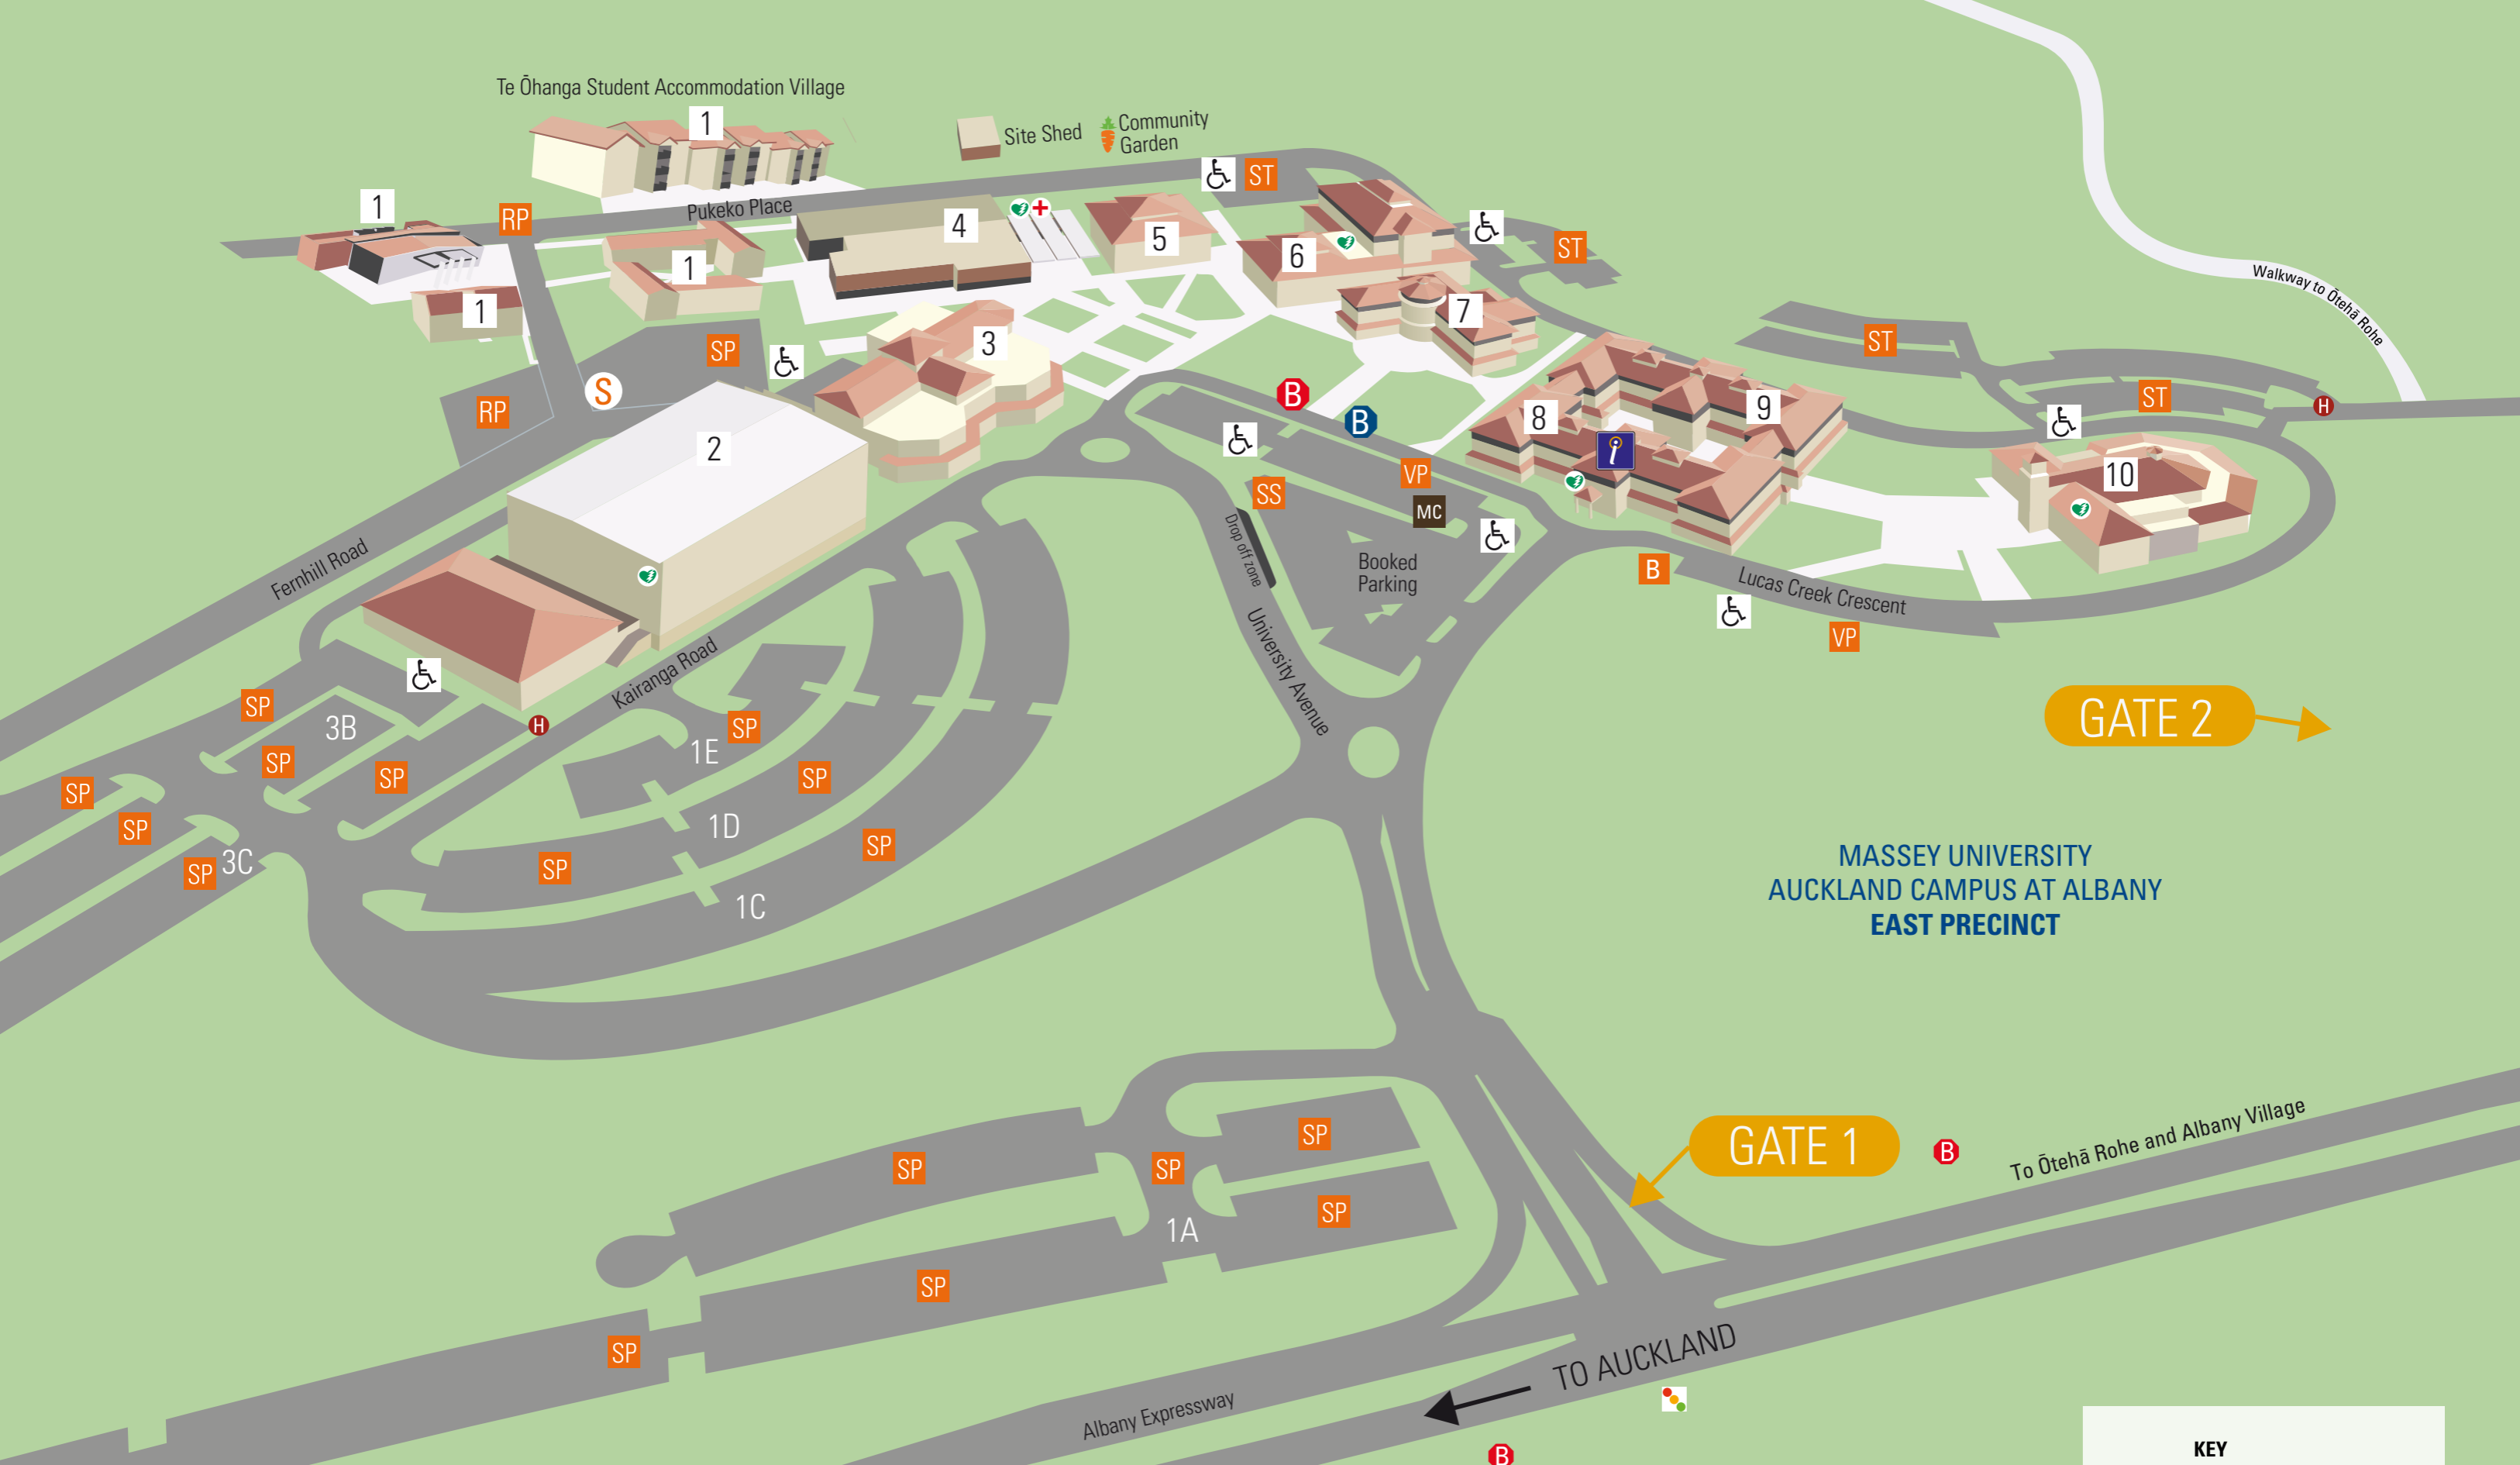 Te Ōhanga Student Accommodation Village
1
Site Shed
Community
Garden
1
RP
Pukeko Place
4
5
ST
6
ST
1
1
7
3
SP
S
RP
2
B
B
8
9
i
ST
ST
H
Walkway to Ōtehā Rohe
10
VP
SS
MC
Drop off zone
Booked
Parking
B
Lucas Creek Crescent
VP
Fernhill Road
Kairanga Road
University Avenue
H
SP
3B
SP
SP
SP
SP
SP
3C
SP
1E
SP
1D
SP
SP
1C
GATE 2
MASSEY UNIVERSITY
AUCKLAND CAMPUS AT ALBANY
EAST PRECINCT
GATE 1
B
To Ōtehā Rohe and Albany Village
SP
SP
SP
SP
1A
SP
SP
TO AUCKLAND
Albany Expressway
B
KEY